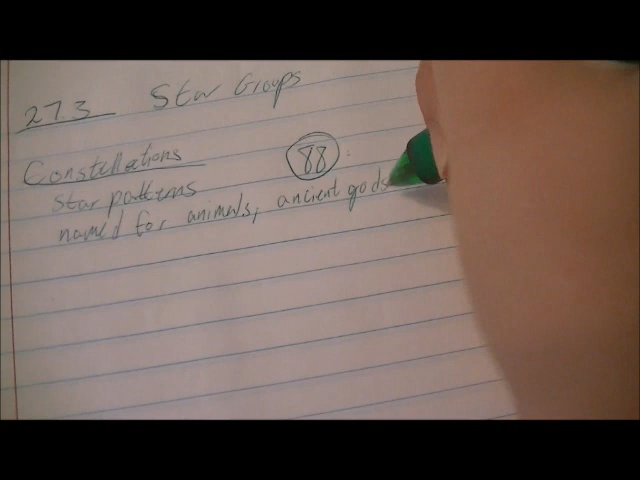 27.3 Star Groups
Constellations 88:
star patterns
named for animals, ancient gods